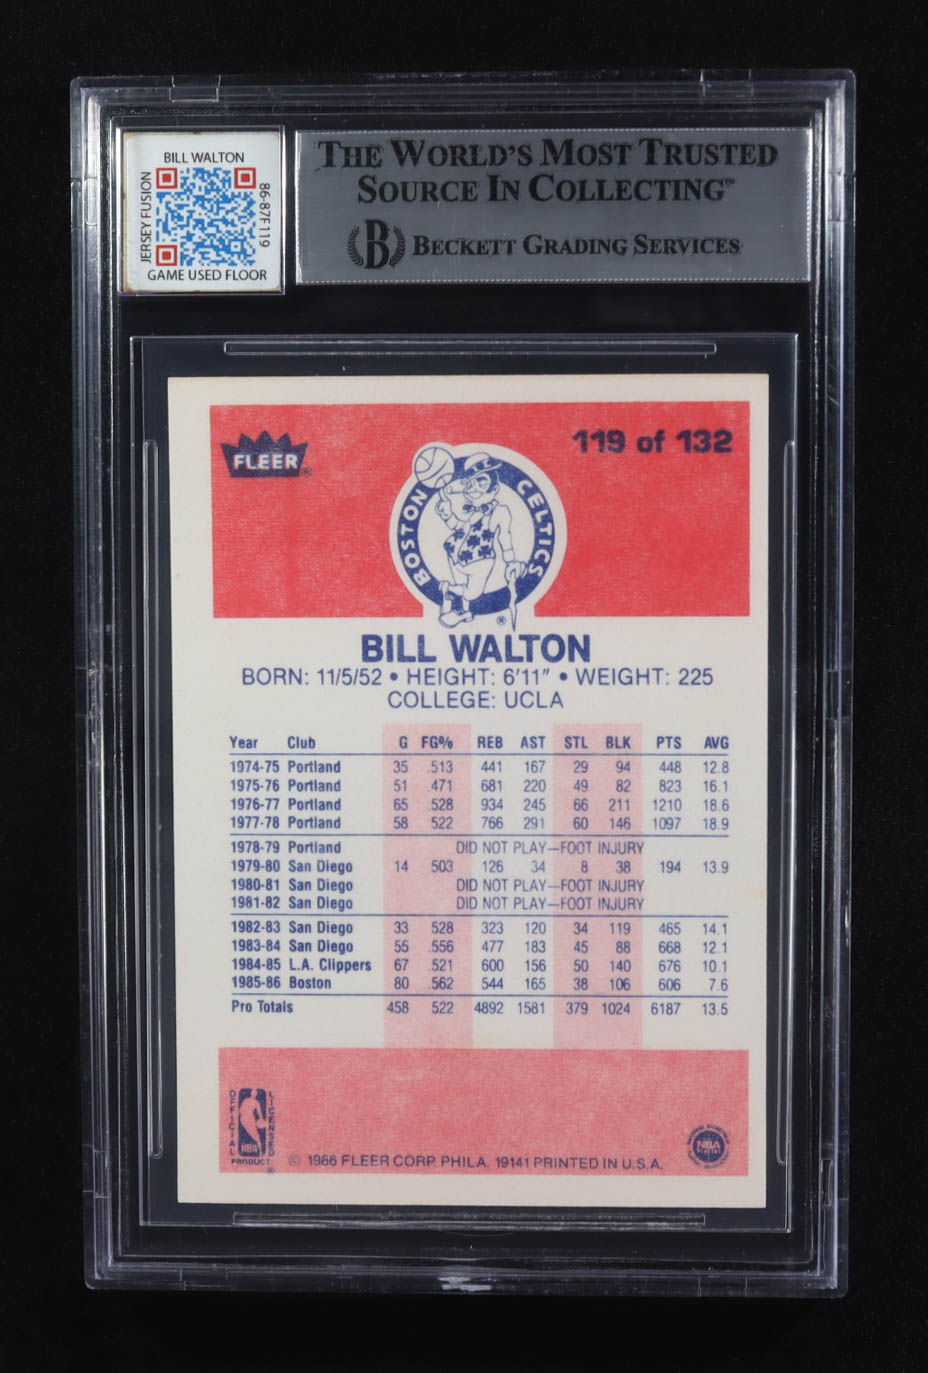 BILL WALTON
JERSEY FUSION
86-87F119
GAME USED FLOOR
THE WORLD'S MOST TRUSTED
SOURCE IN COLLECTING™
B BECKETT GRADING SERVICES
FLEER ®
119 of 132
BOSTON CELTICS
®
BILL WALTON
BORN: 11/5/52 • HEIGHT: 6'11" • WEIGHT: 225
COLLEGE: UCLA
Year Club G FG% REB AST STL BLK PTS AVG
1974-75 Portland 35 .513 441 167 29 94 448 12.8
1975-76 Portland 51 .471 681 220 49 82 823 16.1
1976-77 Portland 65 .528 934 245 66 211 1210 18.6
1977-78 Portland 58 .522 766 291 60 146 1097 18.9
1978-79 Portland DID NOT PLAY—FOOT INJURY
1979-80 San Diego 14 .503 126 34 8 38 194 13.9
1980-81 San Diego DID NOT PLAY—FOOT INJURY
1981-82 San Diego DID NOT PLAY—FOOT INJURY
1982-83 San Diego 33 .528 323 120 34 119 465 14.1
1983-84 San Diego 55 .556 477 183 45 88 668 12.1
1984-85 L.A. Clippers 67 .521 600 156 50 140 676 10.1
1985-86 Boston 80 .562 544 165 38 106 606 7.6
Pro Totals 458 .522 4892 1581 379 1024 6187 13.5
OFFICIAL LICENSED
NBA
PRODUCT ®
© 1986 FLEER CORP. PHILA. 19141 PRINTED IN U.S.A.
NBA
PLAYERS